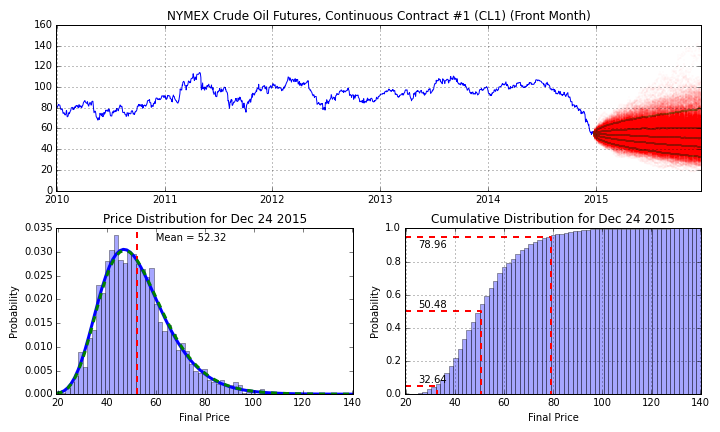 NYMEX Crude Oil Futures, Continuous Contract #1 (CL1) (Front Month)
160
140
120
100
80
60
40
20
0
2010 2011 2012 2013 2014 2015
Price Distribution for Dec 24 2015
0.035
0.030
0.025
0.020
0.015
0.010
0.005
0.000
Probability
Mean = 52.32
20 40 60 80 100 120 140
Final Price
Cumulative Distribution for Dec 24 2015
1.0
0.8
0.6
0.4
0.2
0.0
Probability
78.96
50.48
32.64
20 40 60 80 100 120 140
Final Price